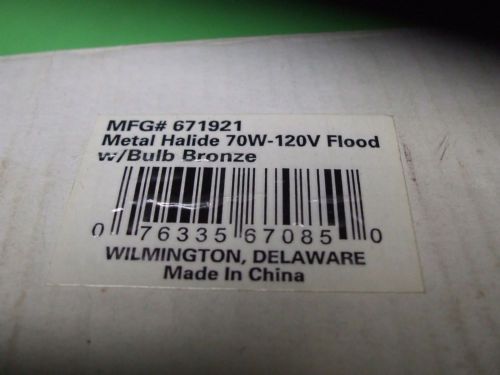 MFG# 671921
Metal Halide 70W-120V Flood
w/Bulb Bronze
0 76335 67085 0
WILMINGTON, DELAWARE
Made In China